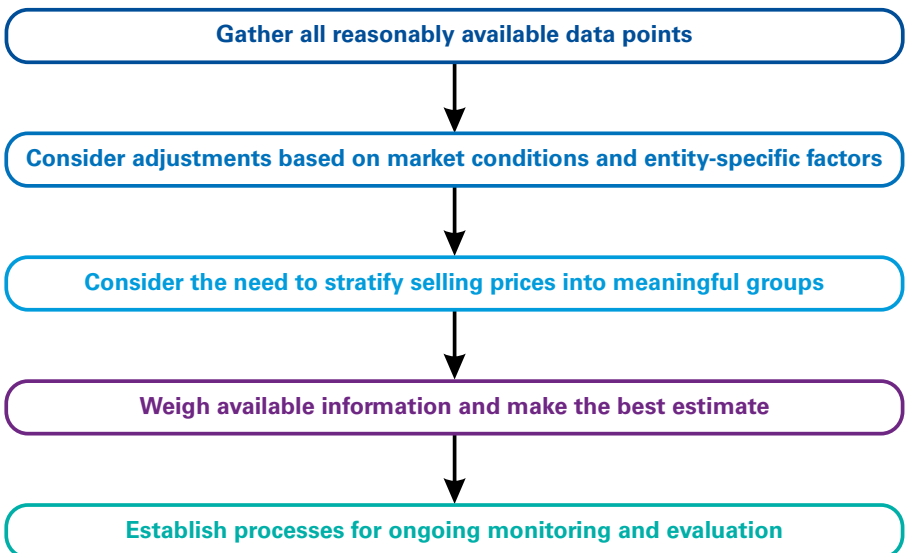 Gather all reasonably available data points
Consider adjustments based on market conditions and entity-specific factors
Consider the need to stratify selling prices into meaningful groups
Weigh available information and make the best estimate
Establish processes for ongoing monitoring and evaluation